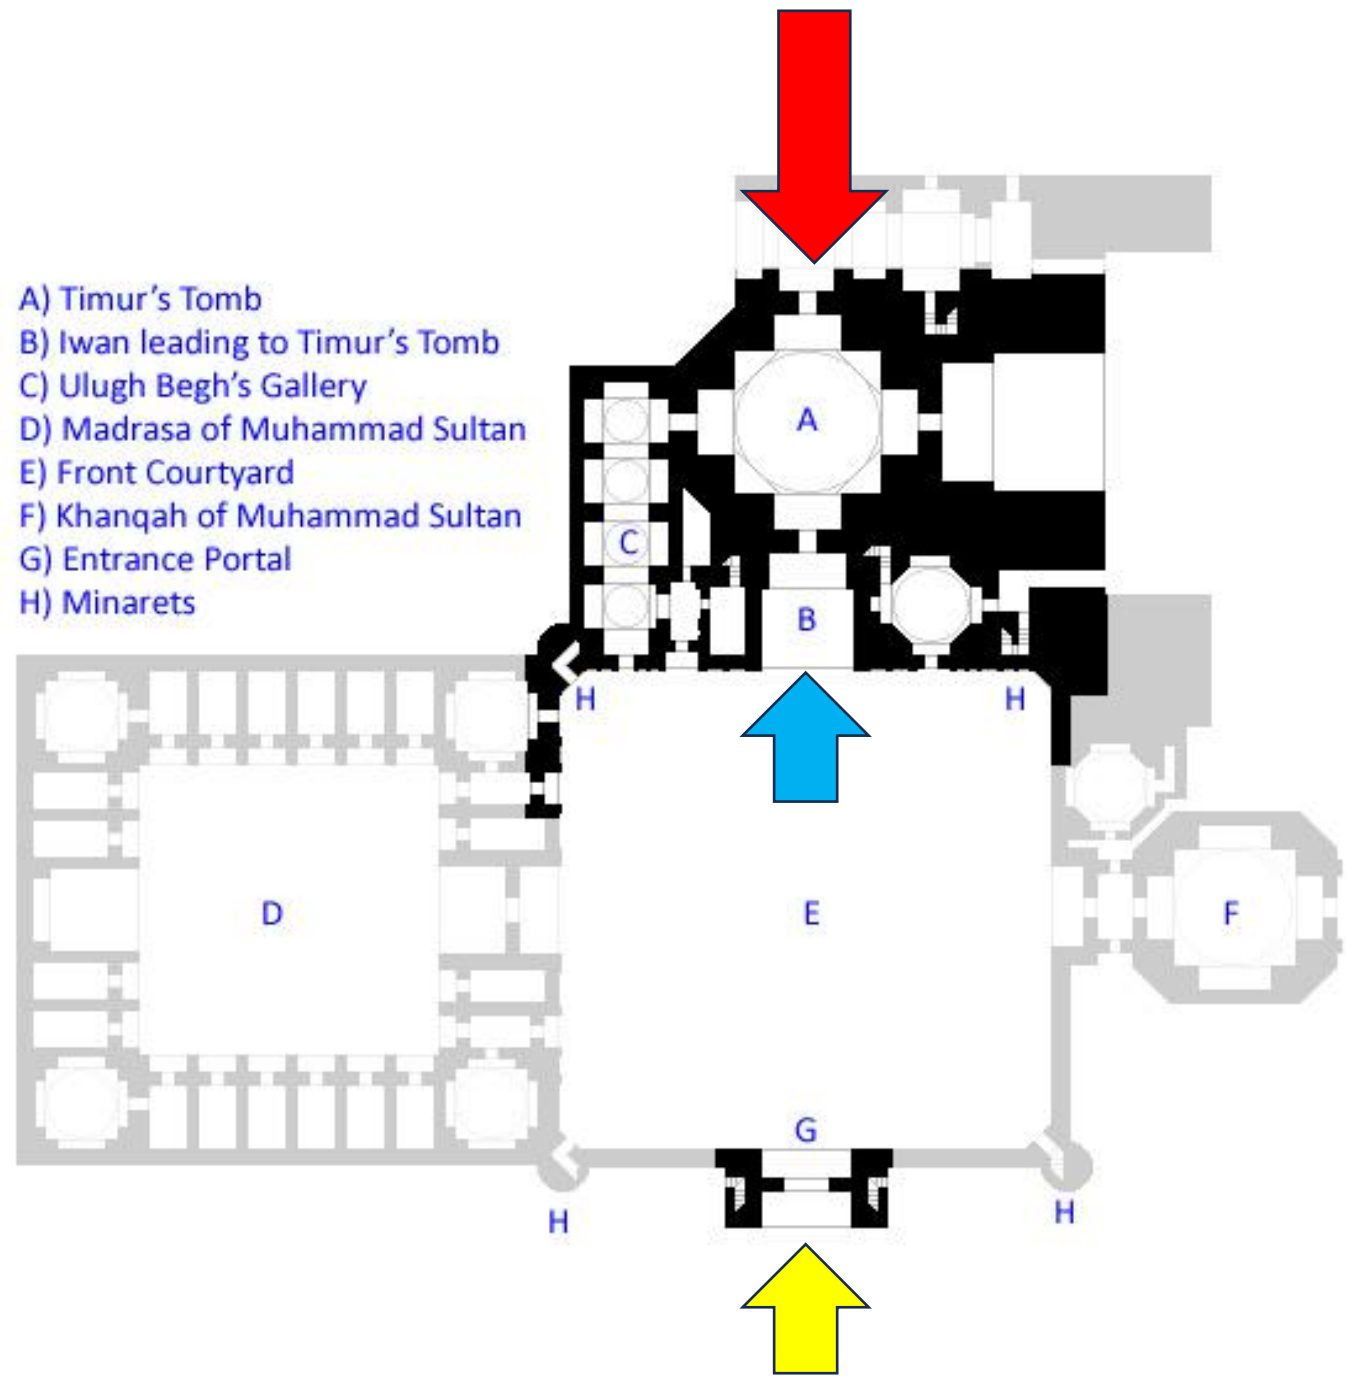 A) Timur's Tomb
B) Iwan leading to Timur's Tomb
C) Ulugh Begh's Gallery
D) Madrasa of Muhammad Sultan
E) Front Courtyard
F) Khanqah of Muhammad Sultan
G) Entrance Portal
H) Minarets
A
C
B
H
H
D
E
F
G
H
H